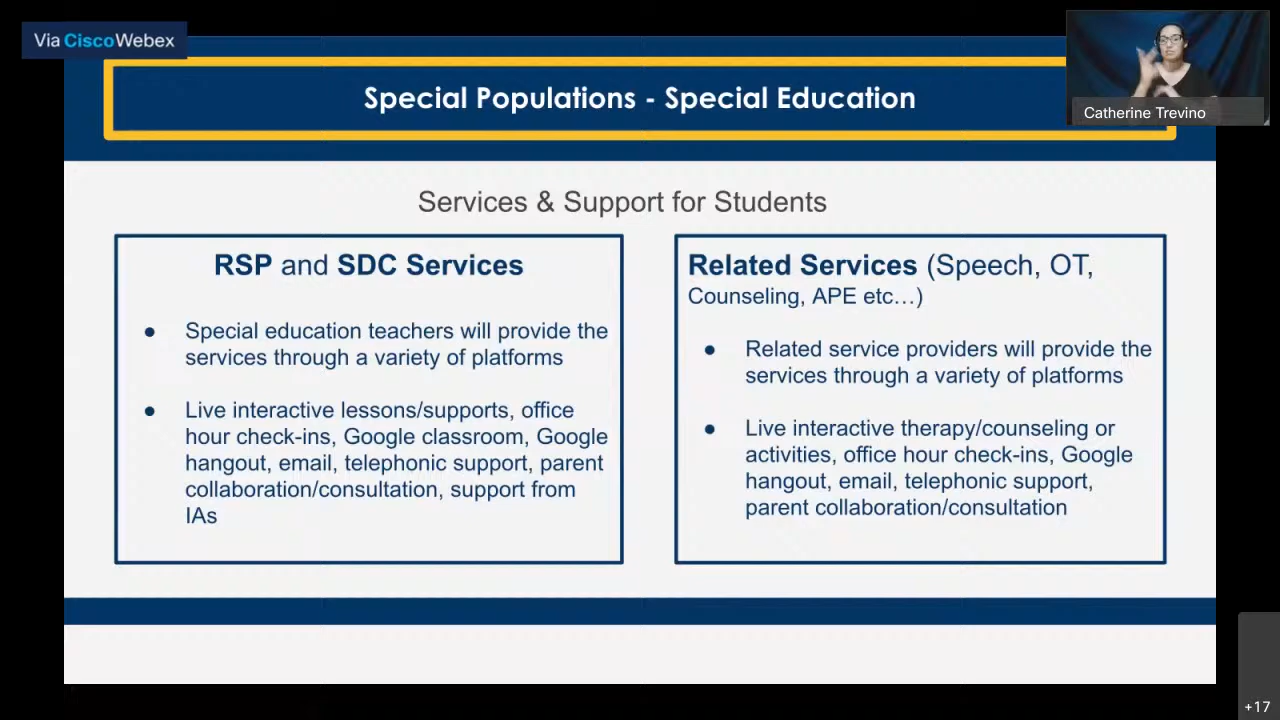 Via CiscoWebex
Special Populations - Special Education
Catherine Trevino
Services & Support for Students
RSP and SDC Services
● Special education teachers will provide the
services through a variety of platforms
● Live interactive lessons/supports, office
hour check-ins, Google classroom, Google
hangout, email, telephonic support, parent
collaboration/consultation, support from
IAs
Related Services (Speech, OT,
Counseling, APE etc…)
● Related service providers will provide the
services through a variety of platforms
● Live interactive therapy/counseling or
activities, office hour check-ins, Google
hangout, email, telephonic support,
parent collaboration/consultation
+17